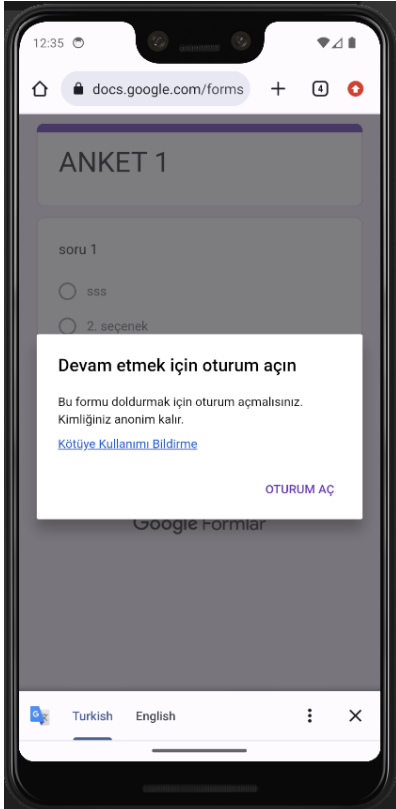 12:35
docs.google.com/forms
4
ANKET 1
soru 1
sss
2. seçenek
Devam etmek için oturum açın
Bu formu doldurmak için oturum açmalısınız.
Kimliğiniz anonim kalır.
Kötüye Kullanımı Bildirme
OTURUM AÇ
Google Formlar
Turkish English